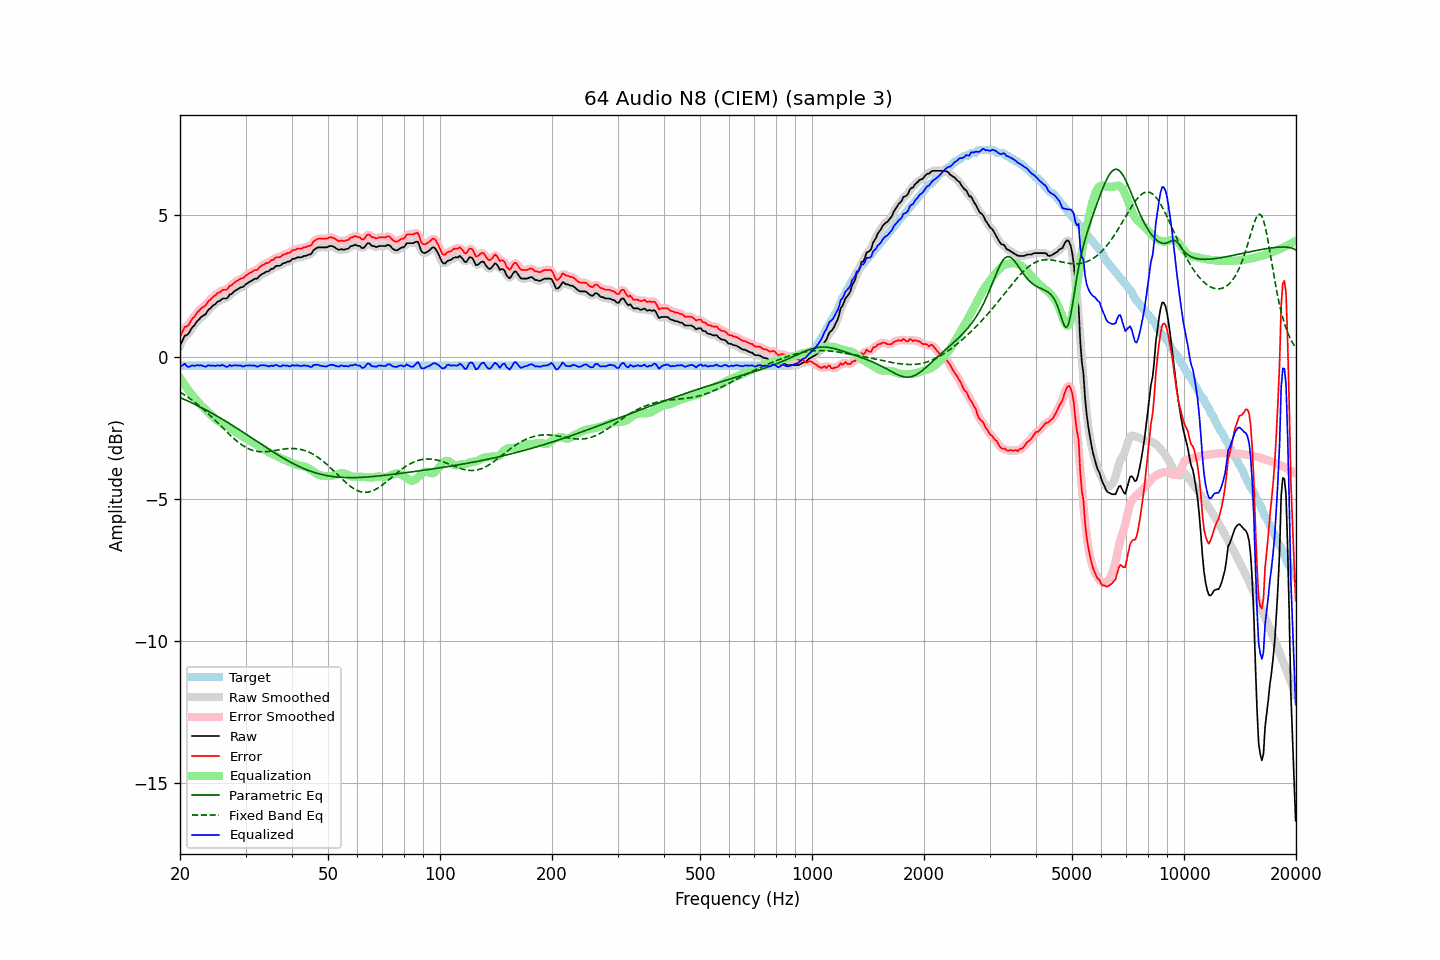 64 Audio N8 (CIEM) (sample 3)
Amplitude (dBr)
5
0
−5
−10
−15
Target
Raw Smoothed
Error Smoothed
Raw
Error
Equalization
Parametric Eq
Fixed Band Eq
Equalized
20 50 100 200 500 1000 2000 5000 10000 20000
Frequency (Hz)